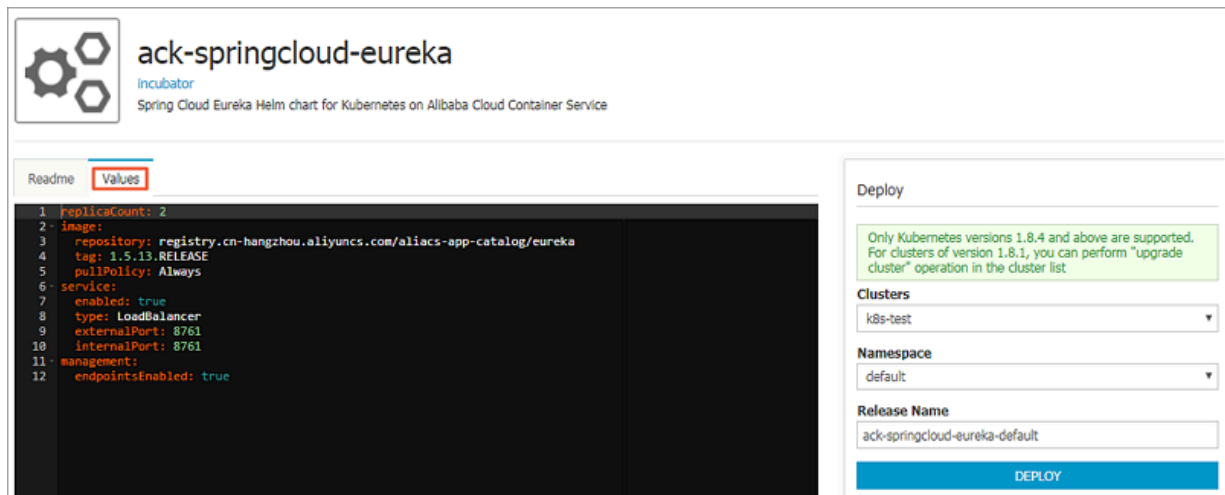 ack-springcloud-eureka
incubator
Spring Cloud Eureka Helm chart for Kubernetes on Alibaba Cloud Container Service
Readme
Values
1 replicaCount: 2
2 - image:
3 repository: registry.cn-hangzhou.aliyuncs.com/aliacs-app-catalog/eureka
4 tag: 1.5.13.RELEASE
5 pullPolicy: Always
6 - service:
7 enabled: true
8 type: LoadBalancer
9 externalPort: 8761
10 internalPort: 8761
11 - management:
12 endpointsEnabled: true
Deploy
Only Kubernetes versions 1.8.4 and above are supported.
For clusters of version 1.8.1, you can perform "upgrade
cluster" operation in the cluster list
Clusters
k8s-test
Namespace
default
Release Name
ack-springcloud-eureka-default
DEPLOY